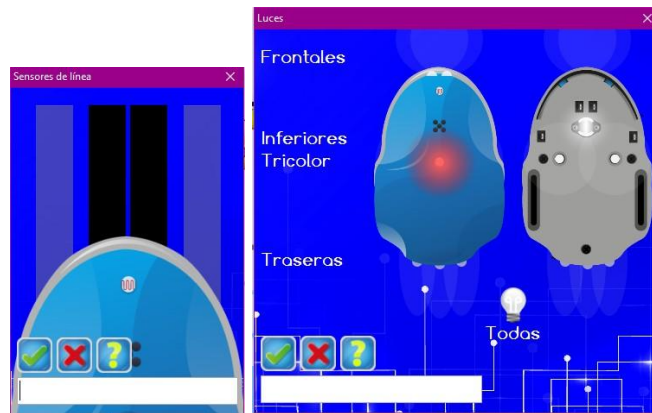 Sensores de línea
Luces
Frontales
Inferiores
Tricolor
Traseras
Todas